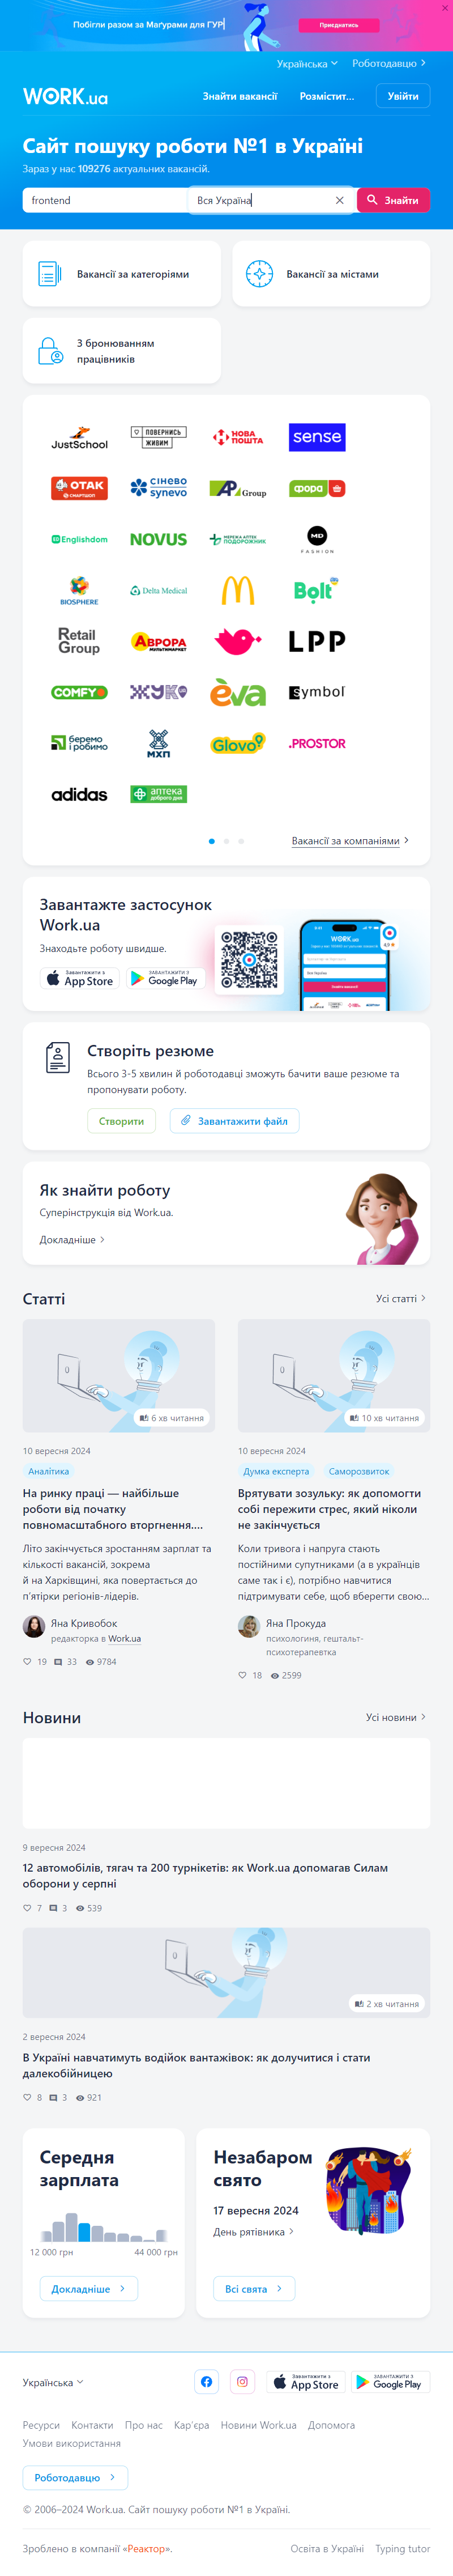 Побігли разом за Маґурами для ГУР
Приєднатись
Українська
Роботодавцю
WORK.ua
Знайти вакансії
Розмістит...
Увійти
Сайт пошуку роботи №1 в Україні
Зараз у нас 109276 актуальних вакансій.
frontend
Вся Україна
Знайти
Вакансії за категоріями
Вакансії за містами
З бронюванням
працівників
JustSchool
ПОВЕРНИСЬ
ЖИВИМ
НОВА
ПОШТА
sense
ОТАК
СМАРТШОП
СІНЕВО
synevo
AP Group
фора
Englishdom
NOVUS
МЕРЕЖА АПТЕК
ПОДОРОЖНИК
MD
FASHION
BIOSPHERE
Delta Medical
Bolt
Retail
Group
АВРОРА
МУЛЬТИМАРКЕТ
LPP
COMFY
ЖУК
eva
symbol
беремо
і робимо
МХП
Glovo
PROSTOR
adidas
аптека
доброго дня
Вакансії за компаніями
Завантажте застосунок
Work.ua
Знаходьте роботу швидше.
Завантажити з
App Store
ЗАВАНТАЖИТИ З
Google Play
WORK.ua
4,9
Створіть резюме
Всього 3-5 хвилин й роботодавці зможуть бачити ваше резюме та
пропонувати роботу.
Створити
Завантажити файл
Як знайти роботу
Суперінструкція від Work.ua.
Докладніше
Статті
Усі статті
6 хв читання
10 вересня 2024
Аналітика
На ринку праці — найбільше
роботи від початку
повномасштабного вторгнення....
Літо закінчується зростанням зарплат та
кількості вакансій, зокрема
й на Харківщині, яка повертається до
п’ятірки регіонів-лідерів.
Яна Кривобок
редакторка в Work.ua
19 33 9784
10 хв читання
10 вересня 2024
Думка експерта
Саморозвиток
Врятувати зозульку: як допомогти
собі пережити стрес, який ніколи
не закінчується
Коли тривога і напруга стають
постійними супутниками (а в українців
саме так і є), потрібно навчитися
підтримувати себе, щоб вберегти свою...
Яна Прокуда
психологиня, гештальт-
психотерапевтка
18 2599
Новини
Усі новини
9 вересня 2024
12 автомобілів, тягач та 200 турнікетів: як Work.ua допомагав Силам
оборони у серпні
7 3 539
2 хв читання
2 вересня 2024
В Україні навчатимуть водійок вантажівок: як долучитися і стати
далекобійницею
8 3 921
Середня
зарплата
12 000 грн
44 000 грн
Докладніше
Незабаром
свято
17 вересня 2024
День рятівника
Всі свята
Українська
Завантажити з
App Store
ЗАВАНТАЖИТИ З
Google Play
Ресурси
Контакти
Про нас
Кар’єра
Новини Work.ua
Допомога
Умови використання
Роботодавцю
© 2006–2024 Work.ua. Сайт пошуку роботи №1 в Україні.
Зроблено в компанії «Реактор».
Освіта в Україні
Typing tutor